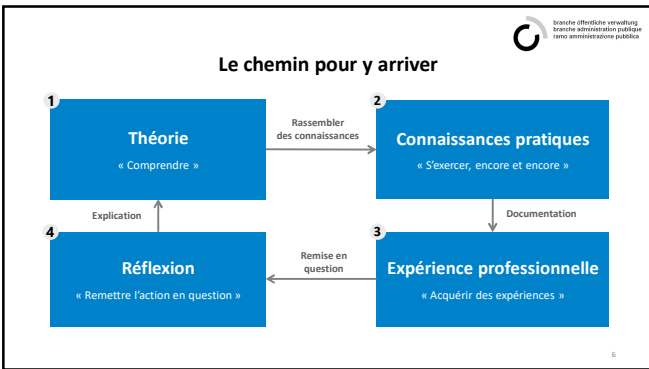 branche öffentliche verwaltung
branche administration publique
ramo amministrazione pubblica
Le chemin pour y arriver
1
Théorie
« Comprendre »
Rassembler
des connaissances
2
Connaissances pratiques
« S’exercer, encore et encore »
Explication
Documentation
4
Réflexion
« Remettre l’action en question »
Remise en
question
3
Expérience professionnelle
« Acquérir des expériences »
6